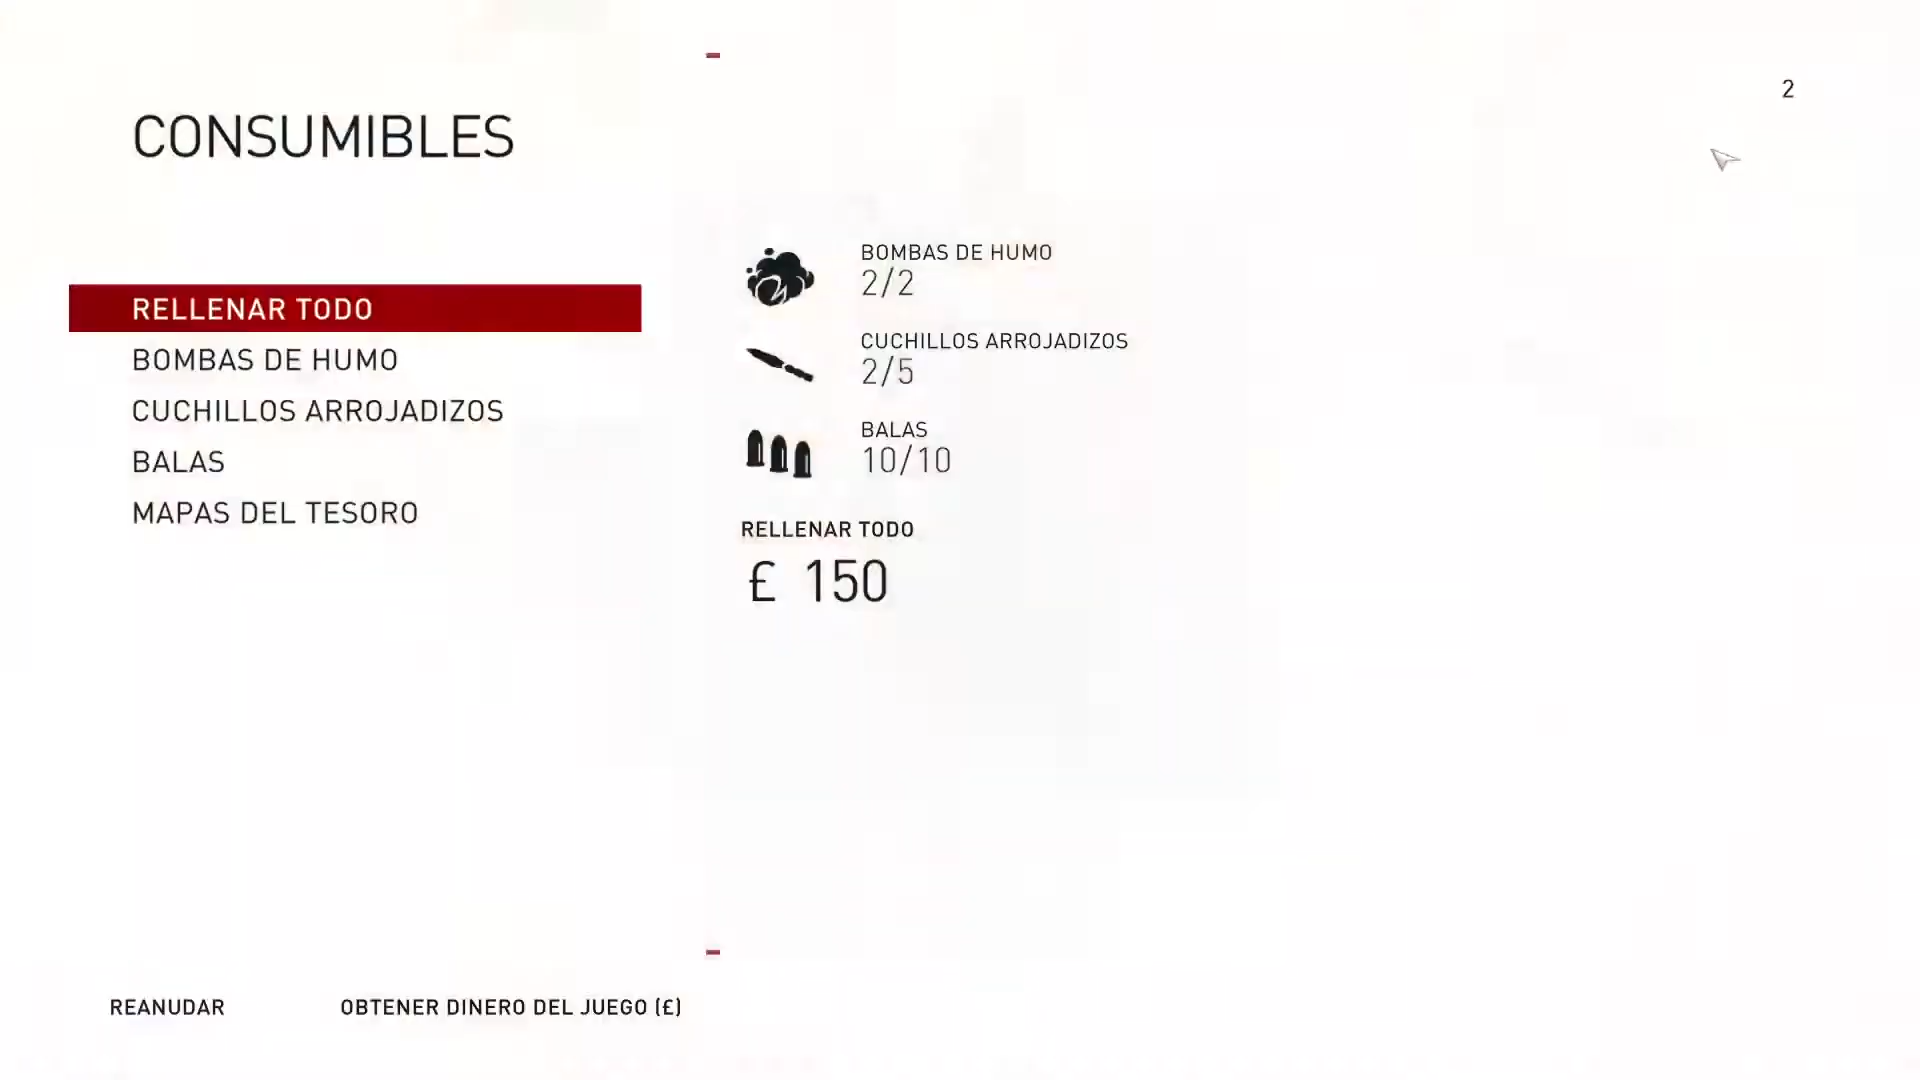 2
CONSUMIBLES
RELLENAR TODO
BOMBAS DE HUMO
CUCHILLOS ARROJADIZOS
BALAS
MAPAS DEL TESORO
BOMBAS DE HUMO
2/2
CUCHILLOS ARROJADIZOS
2/5
BALAS
10/10
RELLENAR TODO
£ 150
REANUDAR
OBTENER DINERO DEL JUEGO (£)